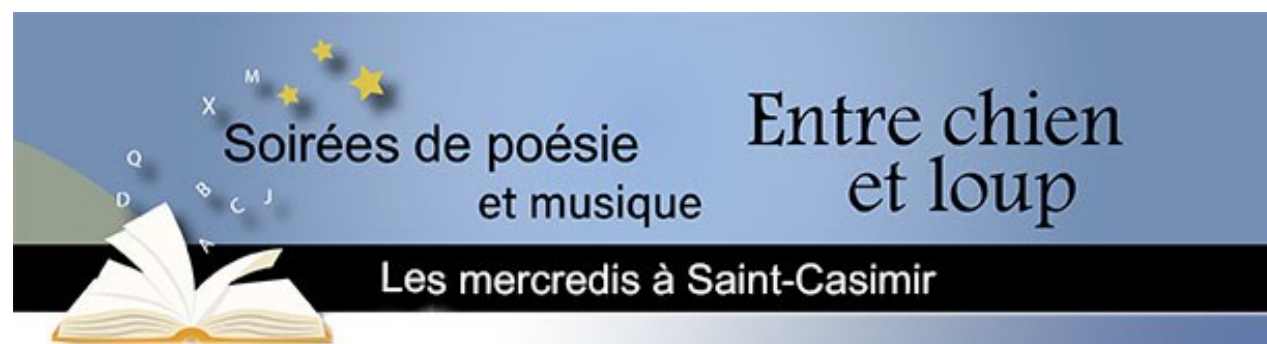 Soirées de poésie
et musique
Entre chien
et loup
Les mercredis à Saint-Casimir
M
X
Q
D
B
C
J
A